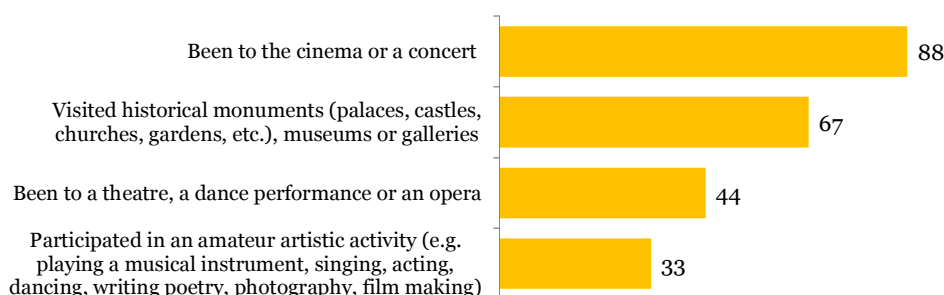 Been to the cinema or a concert
88
Visited historical monuments (palaces, castles,
churches, gardens, etc.), museums or galleries
67
Been to a theatre, a dance performance or an opera
44
Participated in an amateur artistic activity (e.g.
playing a musical instrument, singing, acting,
dancing, writing poetry, photography, film making)
33